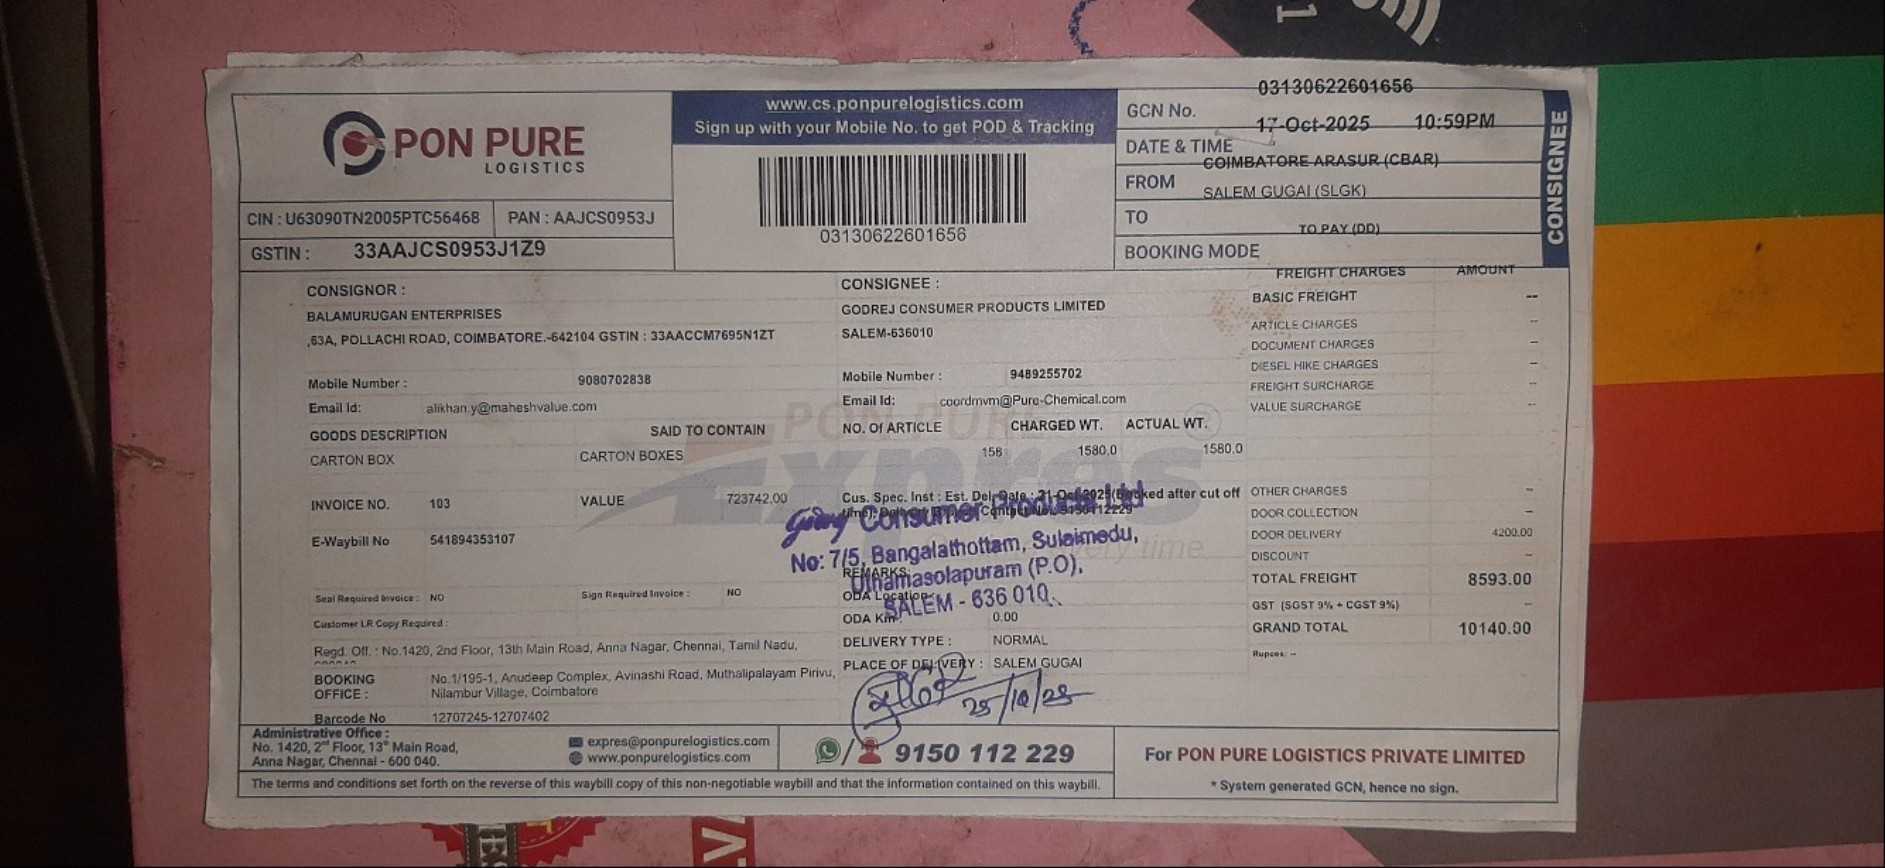 PON PURE
LOGISTICS
CIN : U63090TN2005PTC56468
PAN : AAJCS0953J
GSTIN : 33AAJCS0953J1Z9
www.cs.ponpurelogistics.com
Sign up with your Mobile No. to get POD & Tracking
03130622601656
GCN No. 03130622601656
DATE & TIME 17-Oct-2025 10:59PM
FROM COIMBATORE ARASUR (CBAR)
TO SALEM GUGAI (SLGK)
BOOKING MODE TO PAY (DD)
CONSIGNEE
CONSIGNOR :
BALAMURUGAN ENTERPRISES
,63A, POLLACHI ROAD, COIMBATORE.-642104 GSTIN : 33AACCM7695N1ZT
Mobile Number : 9080702838
Email Id: alikhan.y@maheshvalue.com
CONSIGNEE :
GODREJ CONSUMER PRODUCTS LIMITED
SALEM-636010
Mobile Number : 9489255702
Email Id: coordmvm@Pure-Chemical.com
GOODS DESCRIPTION SAID TO CONTAIN NO. Of ARTICLE CHARGED WT. ACTUAL WT.
CARTON BOX CARTON BOXES 158 1580.0 1580.0
PON PURE
Expres
INVOICE NO. 103 VALUE 723742.00
E-Waybill No 541894353107
Seal Required Invoice : NO Sign Required Invoice : NO
Customer LR Copy Required :
Regd. Off. : No.1420, 2nd Floor, 13th Main Road, Anna Nagar, Chennai, Tamil Nadu,
BOOKING OFFICE : No.1/195-1, Anudeep Complex, Avinashi Road, Muthalipalayam Pirivu,
Nilambur Village, Coimbatore
Barcode No 12707245-12707402
Cus. Spec. Inst : Est. Del. Date : 21-Oct-2025(Booked after cut off
Consumer Products Ltd
No: 7/5, Bangalathottam, Sulaimedu,
Uthamasolapuram (P.O),
SALEM - 636 010.
REMARKS:
ODA Location:
ODA Km: 0.00
DELIVERY TYPE : NORMAL
PLACE OF DELIVERY : SALEM GUGAI
25/10/25
FREIGHT CHARGES AMOUNT
BASIC FREIGHT --
ARTICLE CHARGES --
DOCUMENT CHARGES --
DIESEL HIKE CHARGES --
FREIGHT SURCHARGE --
VALUE SURCHARGE --
OTHER CHARGES --
DOOR COLLECTION --
DOOR DELIVERY 4200.00
DISCOUNT --
TOTAL FREIGHT 8593.00
GST (SGST 9% + CGST 9%) --
GRAND TOTAL 10140.00
Rupees: --
Administrative Office :
No. 1420, 2nd Floor, 13th Main Road,
Anna Nagar, Chennai - 600 040.
expres@ponpurelogistics.com
www.ponpurelogistics.com
9150 112 229
For PON PURE LOGISTICS PRIVATE LIMITED
* System generated GCN, hence no sign.
The terms and conditions set forth on the reverse of this waybill copy of this non-negotiable waybill and that the information contained on this waybill.